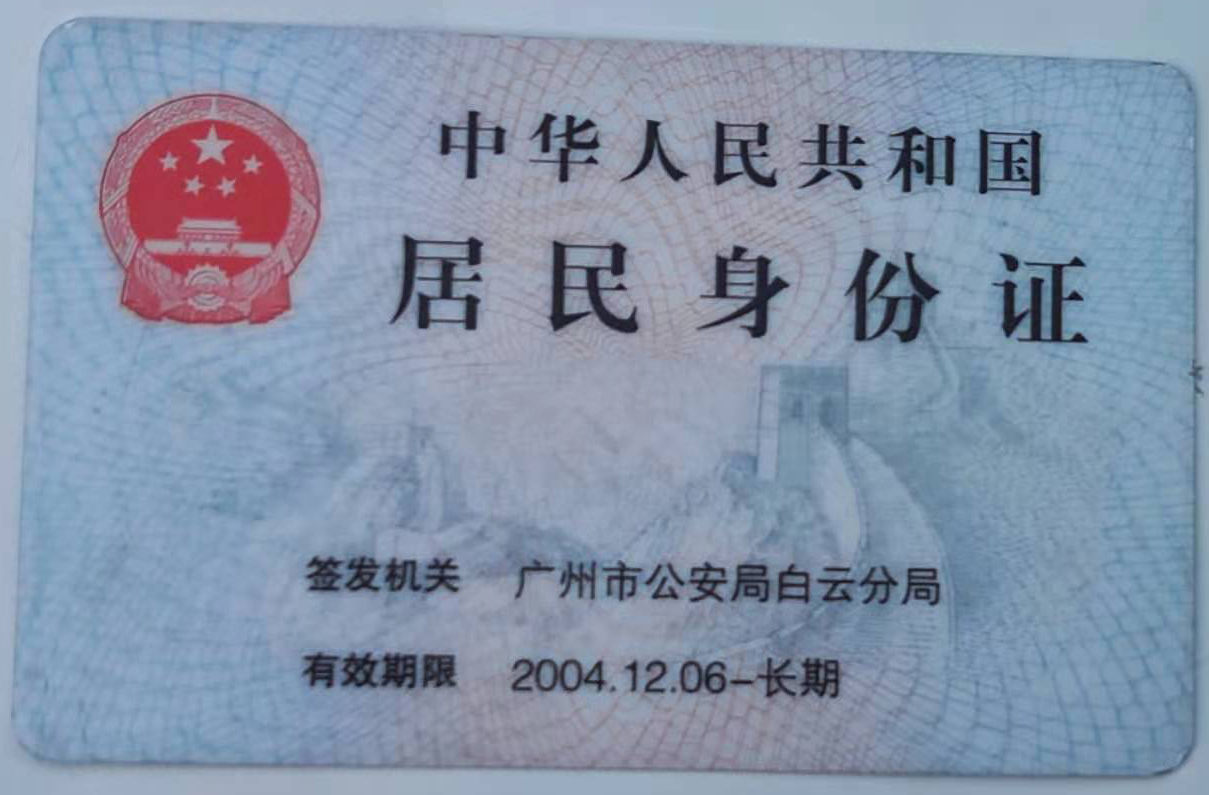 中华人民共和国
居民身份证
签发机关 广州市公安局白云分局
有效期限 2004.12.06-长期